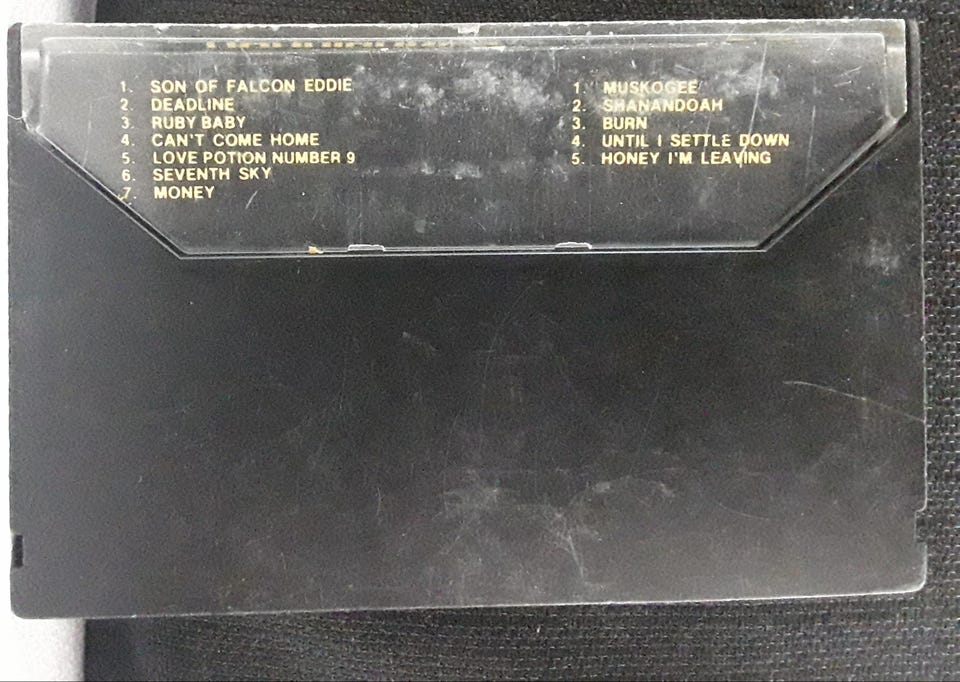 1. SON OF FALCON EDDIE
2. DEADLINE
3. RUBY BABY
4. CAN'T COME HOME
5. LOVE POTION NUMBER 9
6. SEVENTH SKY
7. MONEY
1. MUSKOGEE
2. SHANANDOAH
3. BURN
4. UNTIL I SETTLE DOWN
5. HONEY I'M LEAVING